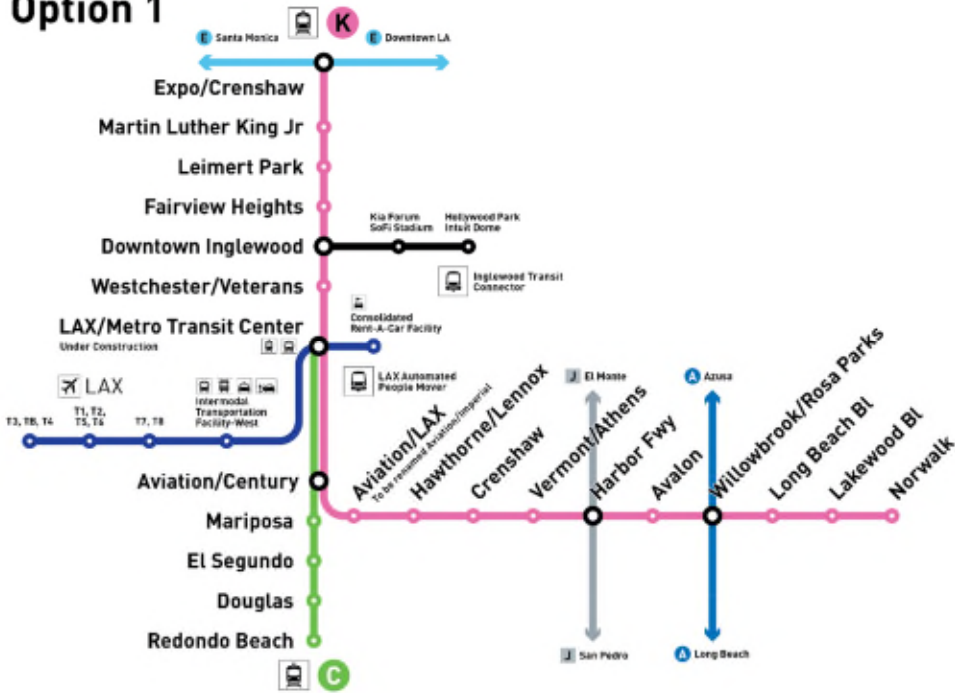 Option 1
K
E Santa Monica
E Downtown LA
Expo/Crenshaw
Martin Luther King Jr
Leimert Park
Fairview Heights
Kia Forum
SoFi Stadium
Hollywood Park
Intuit Dome
Downtown Inglewood
Inglewood Transit
Connector
Westchester/Veterans
LAX/Metro Transit Center
Under Construction
Consolidated
Rent-A-Car Facility
LAX Automated
People Mover
LAX
T3, TB, T4
T1, T2,
T5, T6
T7, T8
Intermodal
Transportation
Facility-West
Aviation/Century
Mariposa
El Segundo
Douglas
Redondo Beach
C
Aviation/LAX
To be renamed Aviation/Imperial
Hawthorne/Lennox
Crenshaw
Vermont/Athens
J El Monte
Harbor Fwy
J San Pedro
Avalon
A Azusa
Willowbrook/Rosa Parks
A Long Beach
Long Beach Bl
Lakewood Bl
Norwalk